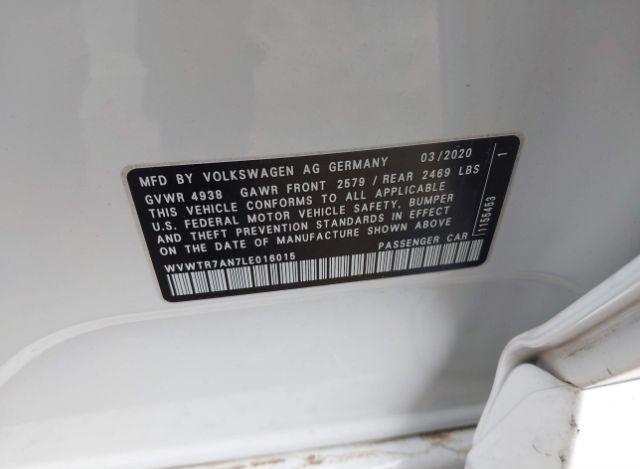 MFD BY VOLKSWAGEN AG GERMANY 03/2020
GVWR 4938 GAWR FRONT 2579 / REAR 2469 LBS
THIS VEHICLE CONFORMS TO ALL APPLICABLE
U.S. FEDERAL MOTOR VEHICLE SAFETY, BUMPER
AND THEFT PREVENTION STANDARDS IN EFFECT
ON THE DATE OF MANUFACTURE SHOWN ABOVE
WVWTR7AN7LE016015 PASSENGER CAR
1155453 1